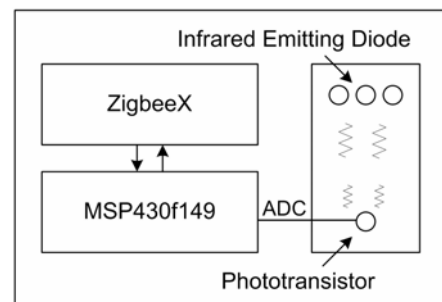 Infrared Emitting Diode
ZigbeeX
MSP430f149
ADC
Phototransistor